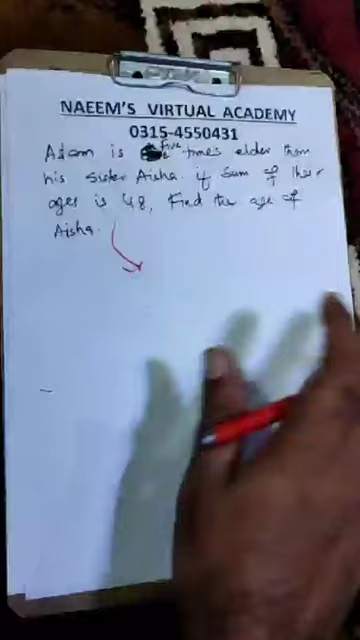 NAEEM'S VIRTUAL ACADEMY
0315-4550431
Aslam is five times elder than
his sister Aisha. if Sum of their
ages is 48, Find the age of
Aisha.